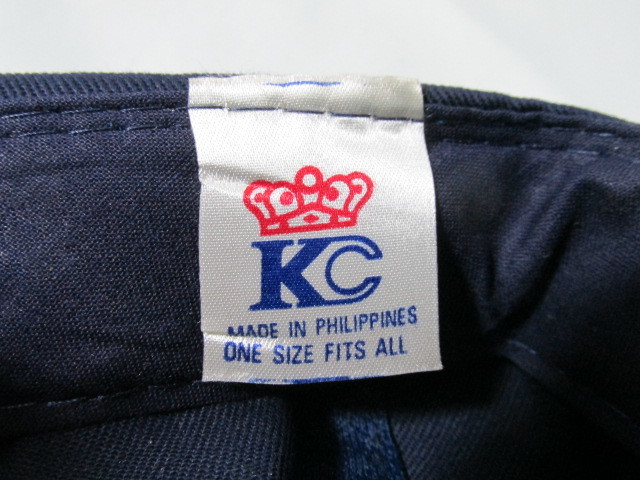 KC
MADE IN PHILIPPINES
ONE SIZE FITS ALL